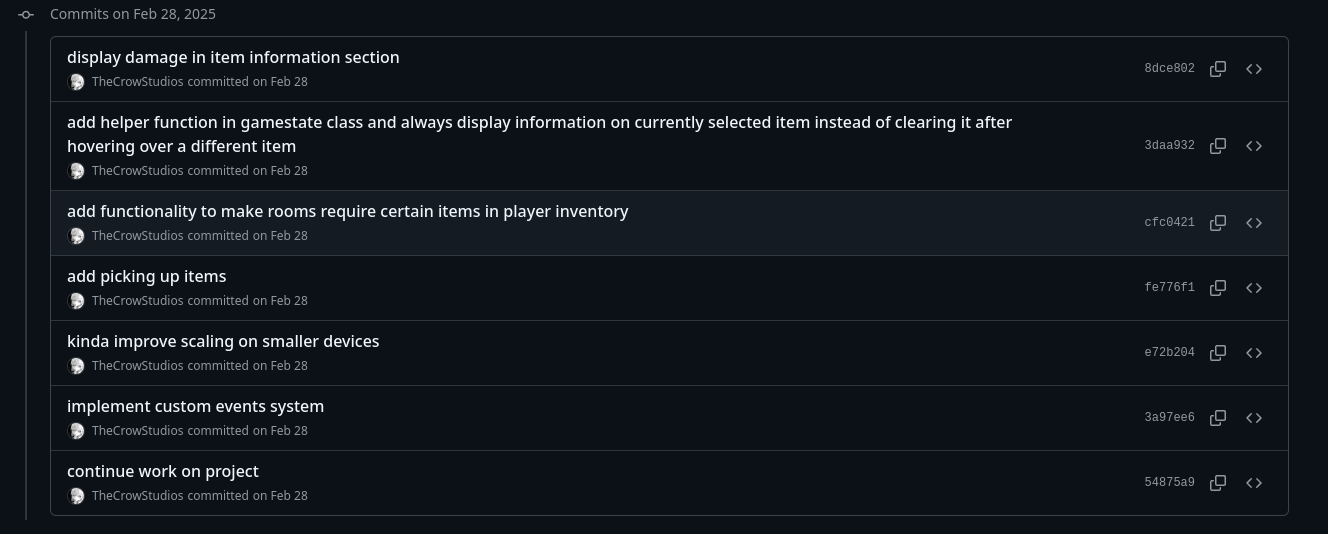 Commits on Feb 28, 2025
display damage in item information section
TheCrowStudios committed on Feb 28
8dce802
add helper function in gamestate class and always display information on currently selected item instead of clearing it after
hovering over a different item
TheCrowStudios committed on Feb 28
3daa932
add functionality to make rooms require certain items in player inventory
TheCrowStudios committed on Feb 28
cfc0421
add picking up items
TheCrowStudios committed on Feb 28
fe776f1
kinda improve scaling on smaller devices
TheCrowStudios committed on Feb 28
e72b204
implement custom events system
TheCrowStudios committed on Feb 28
3a97ee6
continue work on project
TheCrowStudios committed on Feb 28
54875a9